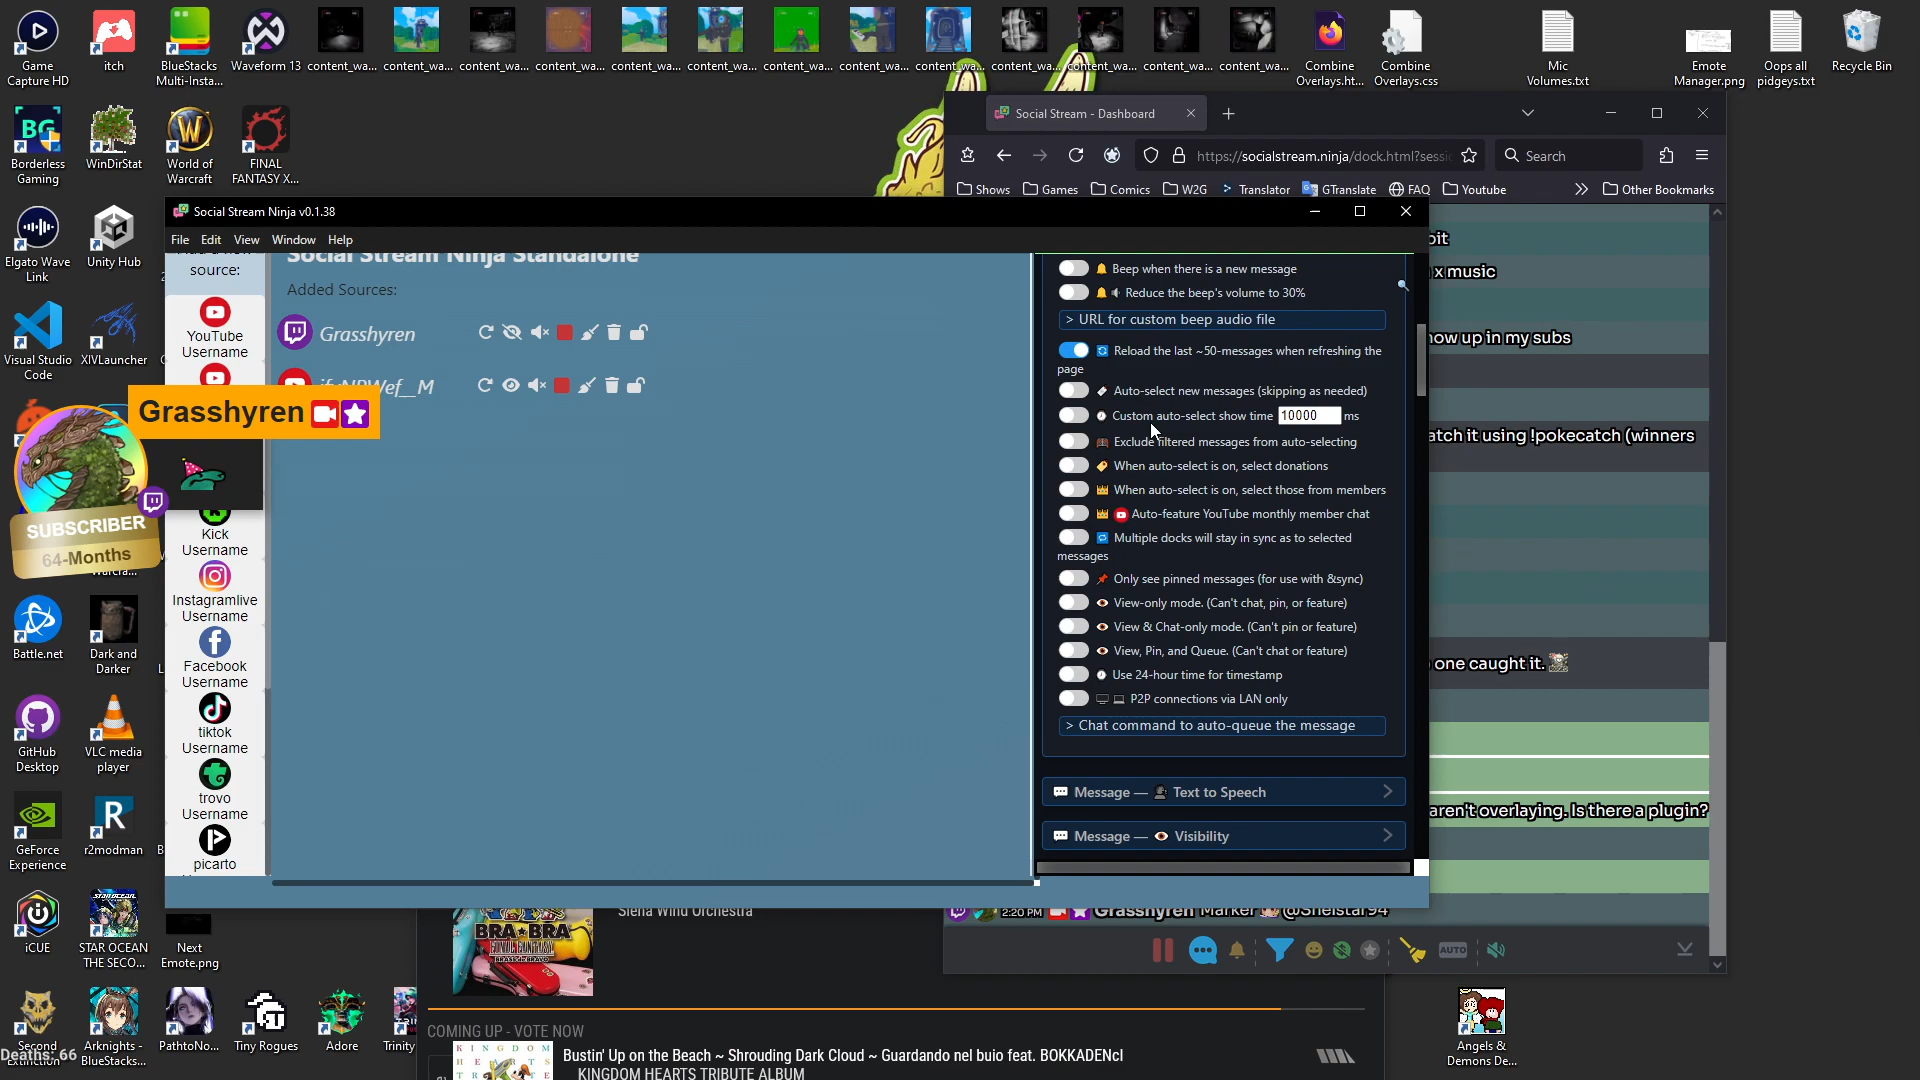 Game
Capture HD
itch
BlueStacks
Multi-Insta...
Waveform 13
content_wa...
content_wa...
content_wa...
content_wa...
content_wa...
content_wa...
content_wa...
content_wa...
content_wa...
content_wa...
content_wa...
content_wa...
content_wa...
Combine
Overlays.ht...
Combine
Overlays.css
Mic
Volumes.txt
Emote
Manager.png
Oops all
pidgeys.txt
Recycle Bin
Borderless
Gaming
WinDirStat
World of
Warcraft
FINAL
FANTASY X...
Elgato Wave
Link
Unity Hub
Visual Studio
Code
XIVLauncher
Social Stream - Dashboard
https://socialstream.ninja/dock.html?sessi
Search
Shows
Games
Comics
W2G
Translator
GTranslate
FAQ
Youtube
Other Bookmarks
Social Stream Ninja v0.1.38
File Edit View Window Help
source:
YouTube
Username
Kick
Username
Instagramlive
Username
Facebook
Username
tiktok
Username
trovo
Username
picarto
Social Stream Ninja Standalone
Added Sources:
Grasshyren
Grasshyren
SUBSCRIBER
64-Months
Beep when there is a new message
Reduce the beep's volume to 30%
> URL for custom beep audio file
Reload the last ~50-messages when refreshing the
page
Auto-select new messages (skipping as needed)
Custom auto-select show time 10000 ms
Exclude filtered messages from auto-selecting
When auto-select is on, select donations
When auto-select is on, select those from members
Auto-feature YouTube monthly member chat
Multiple docks will stay in sync as to selected
messages
Only see pinned messages (for use with &sync)
View-only mode. (Can't chat, pin, or feature)
View & Chat-only mode. (Can't pin or feature)
View, Pin, and Queue. (Can't chat or feature)
Use 24-hour time for timestamp
P2P connections via LAN only
> Chat command to auto-queue the message
Message — Text to Speech
Message — Visibility
x music
now up in my subs
atch it using !pokecatch (winners
one caught it.
aren't overlaying. Is there a plugin?
2:20 PM Grasshyren Marker @Shelstar94
AUTO
Battle.net
Dark and
Darker
GitHub
Desktop
VLC media
player
GeForce
Experience
r2modman
iCUE
STAR OCEAN
THE SECO...
Next
Emote.png
Second
Extinction
Deaths: 66
Arknights -
BlueStacks...
PathtoNo...
Tiny Rogues
Adore
Trinity
Siena Wind Orchestra
BRA★BRA
FINAL FANTASY
COMING UP - VOTE NOW
KINGDOM
HEARTS
TRIBUTE
Bustin' Up on the Beach ~ Shrouding Dark Cloud ~ Guardando nel buio feat. BOKKADENcl
KINGDOM HEARTS TRIBUTE ALBUM
Angels &
Demons De...